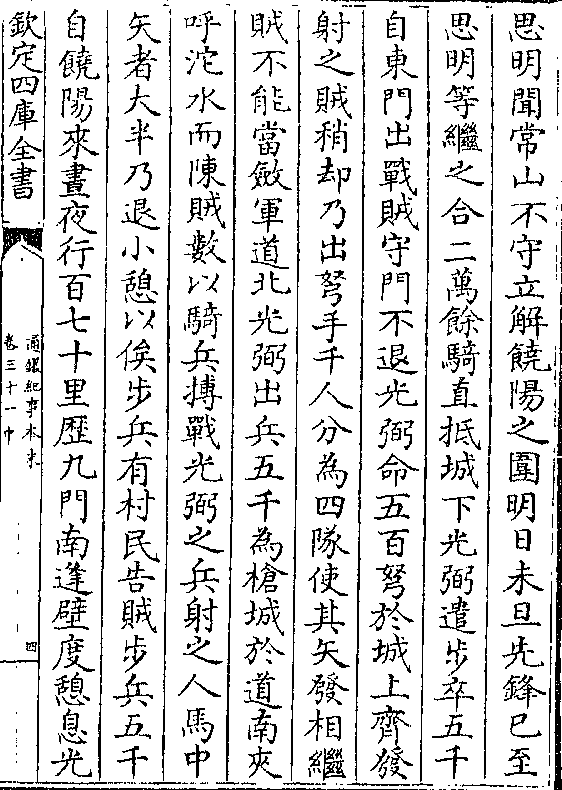 思明聞常山不守立解饒陽之圍明日未旦先鋒已至
思明等繼之合二萬餘騎直抵城下光弼遣步卒五千
自東門出戰賊守門不退光弼命五百弩於城上齊發
射之賊稍却乃出弩手千人分為四隊使其矢發相繼
賊不能當斂軍道北光弼出兵五千為槍城於道南夾
呼沱水而陳賊數以騎兵搏戰光弼之兵射之人馬中
矢者大半乃退小憩以俟步兵有村民告賊步兵五千
自饒陽來晝夜行百七十里歷九門南逢壁度憩息光
欽定四庫全書
通鑑紀事本末
卷三十一中
四